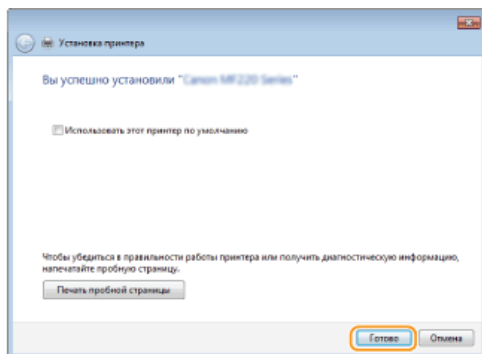 Установка принтера
Вы успешно установили "Canon MF220 Series"
Использовать этот принтер по умолчанию
Чтобы убедиться в правильности работы принтера или получить диагностическую информацию,
напечатайте пробную страницу.
Печать пробной страницы
Готово
Отмена